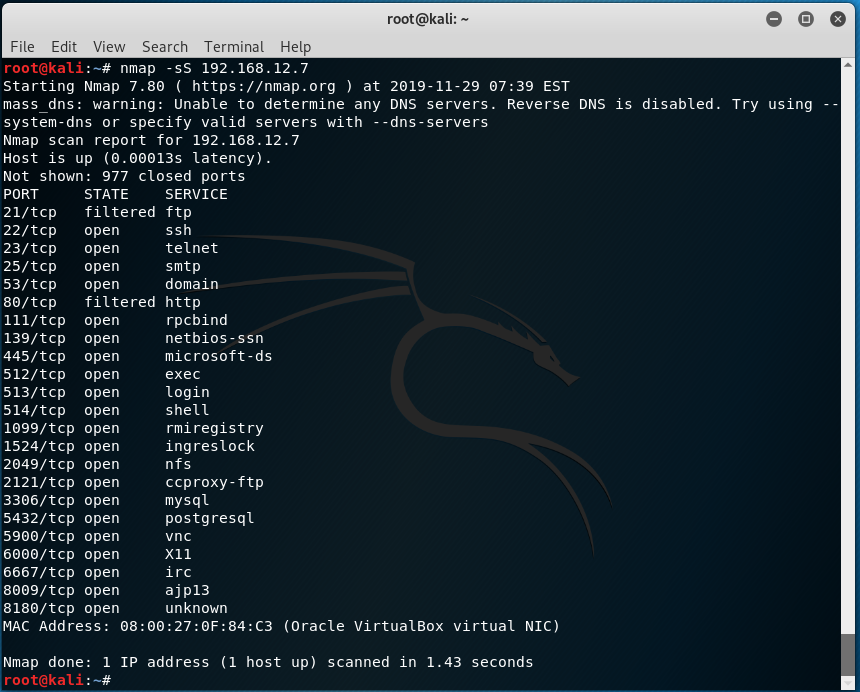 root@kali: ~
File Edit View Search Terminal Help
root@kali:~# nmap -sS 192.168.12.7
Starting Nmap 7.80 ( https://nmap.org ) at 2019-11-29 07:39 EST
mass_dns: warning: Unable to determine any DNS servers. Reverse DNS is disabled. Try using --
system-dns or specify valid servers with --dns-servers
Nmap scan report for 192.168.12.7
Host is up (0.00013s latency).
Not shown: 977 closed ports
PORT     STATE    SERVICE
21/tcp   filtered ftp
22/tcp   open     ssh
23/tcp   open     telnet
25/tcp   open     smtp
53/tcp   open     domain
80/tcp   filtered http
111/tcp  open     rpcbind
139/tcp  open     netbios-ssn
445/tcp  open     microsoft-ds
512/tcp  open     exec
513/tcp  open     login
514/tcp  open     shell
1099/tcp open     rmiregistry
1524/tcp open     ingreslock
2049/tcp open     nfs
2121/tcp open     ccproxy-ftp
3306/tcp open     mysql
5432/tcp open     postgresql
5900/tcp open     vnc
6000/tcp open     X11
6667/tcp open     irc
8009/tcp open     ajp13
8180/tcp open     unknown
MAC Address: 08:00:27:0F:84:C3 (Oracle VirtualBox virtual NIC)
Nmap done: 1 IP address (1 host up) scanned in 1.43 seconds
root@kali:~#